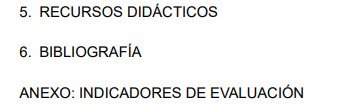 5. RECURSOS DIDÁCTICOS
6. BIBLIOGRAFÍA
ANEXO: INDICADORES DE EVALUACIÓN